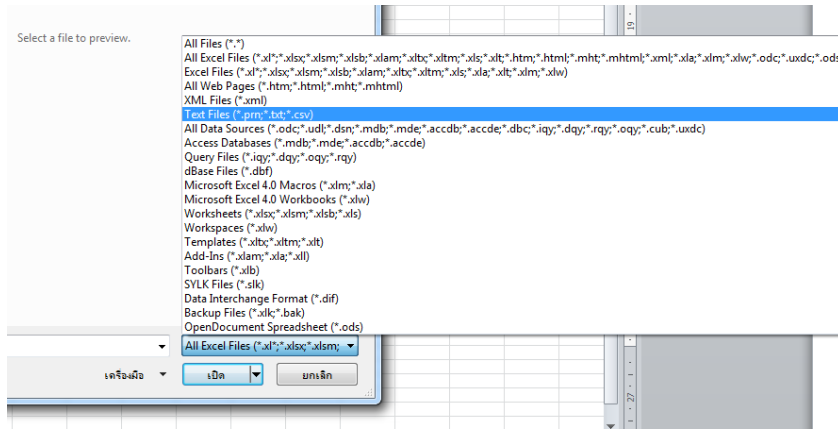 Select a file to preview.
All Files (*.*)
All Excel Files (*.xl*;*.xlsx;*.xlsm;*.xlsb;*.xlam;*.xltx;*.xltm;*.xls;*.xlt;*.htm;*.html;*.mht;*.mhtml;*.xml;*.xla;*.xlm;*.xlw;*.odc;*.uxdc;*.ods
Excel Files (*.xl*;*.xlsx;*.xlsm;*.xlsb;*.xlam;*.xltx;*.xltm;*.xls;*.xla;*.xlt;*.xlm;*.xlw)
All Web Pages (*.htm;*.html;*.mht;*.mhtml)
XML Files (*.xml)
Text Files (*.prn;*.txt;*.csv)
All Data Sources (*.odc;*.udl;*.dsn;*.mdb;*.mde;*.accdb;*.accde;*.dbc;*.iqy;*.dqy;*.rqy;*.oqy;*.cub;*.uxdc)
Access Databases (*.mdb;*.mde;*.accdb;*.accde)
Query Files (*.iqy;*.dqy;*.oqy;*.rqy)
dBase Files (*.dbf)
Microsoft Excel 4.0 Macros (*.xlm;*.xla)
Microsoft Excel 4.0 Workbooks (*.xlw)
Worksheets (*.xlsx;*.xlsm;*.xlsb;*.xls)
Workspaces (*.xlw)
Templates (*.xltx;*.xltm;*.xlt)
Add-Ins (*.xlam;*.xla;*.xll)
Toolbars (*.xlb)
SYLK Files (*.slk)
Data Interchange Format (*.dif)
Backup Files (*.xlk;*.bak)
OpenDocument Spreadsheet (*.ods)
All Excel Files (*.xl*;*.xlsx;*.xlsm;
เครื่องมือ เปิด ยกเลิก
19
27